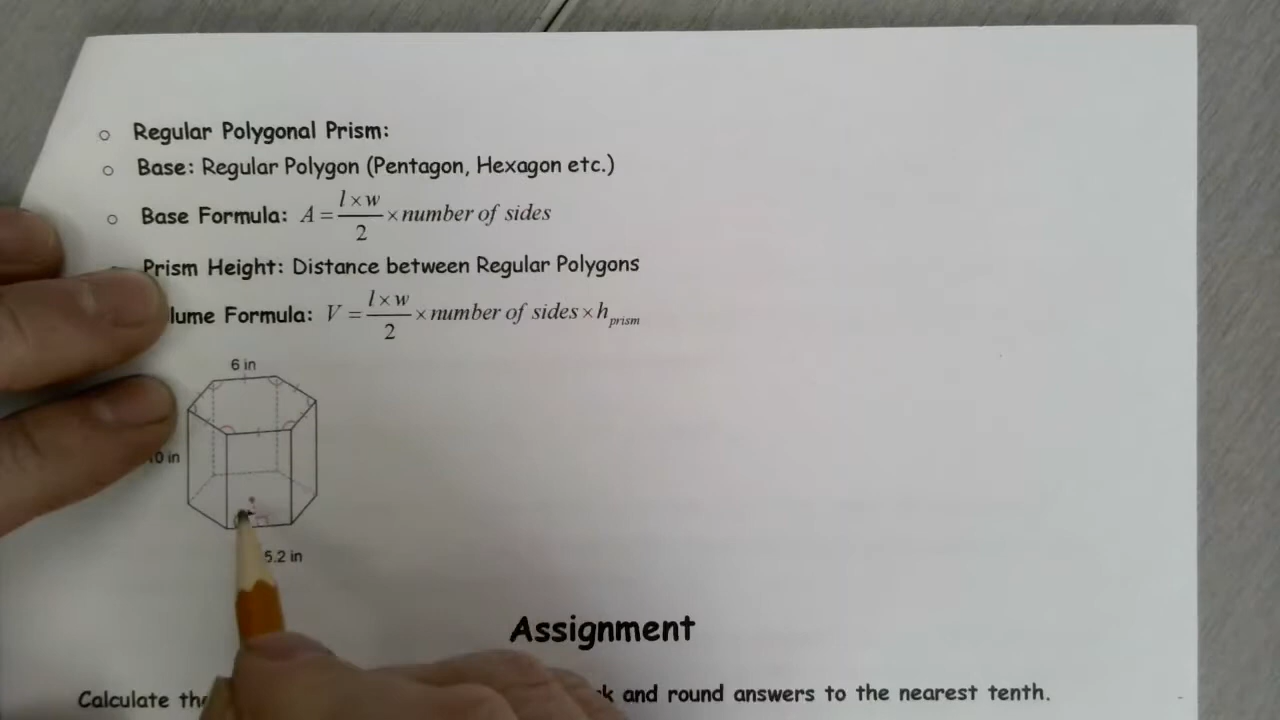 Regular Polygonal Prism:
Base: Regular Polygon (Pentagon, Hexagon etc.)
Base Formula: A = l × w / 2 × number of sides
Prism Height: Distance between Regular Polygons
lume Formula: V = l × w / 2 × number of sides × h prism
6 in
0 in
5.2 in
Assignment
Calculate the k and round answers to the nearest tenth.